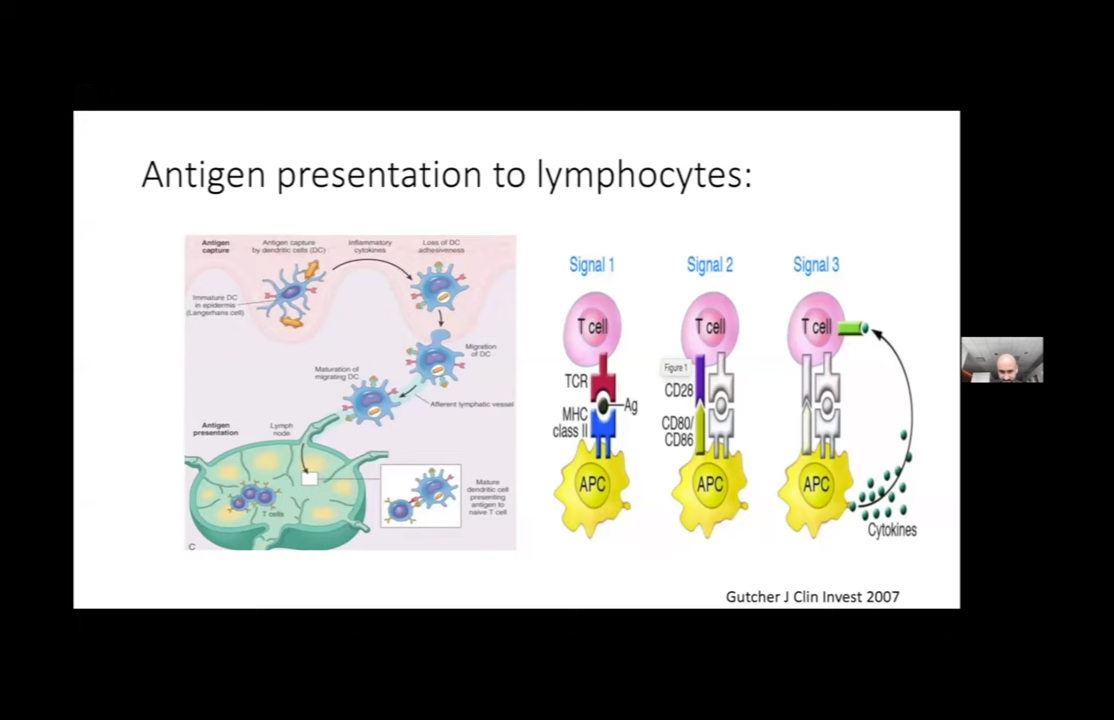 Antigen presentation to lymphocytes:
Antigen
capture
Antigen capture
by dendritic cells (DC)
Inflammatory
cytokines
Loss of DC
adhesiveness
Immature DC
in epidermis
(Langerhans cell)
Migration
of DC
Maturation of
migrating DC
Afferent lymphatic vessel
Antigen
presentation
Lymph
node
T cells
Mature
dendritic cell
presenting
antigen to
naive T cell
C
Signal 1
T cell
TCR
Ag
MHC
class II
APC
Signal 2
T cell
Figure 1
CD28
CD80/
CD86
APC
Signal 3
T cell
APC
Cytokines
Gutcher J Clin Invest 2007